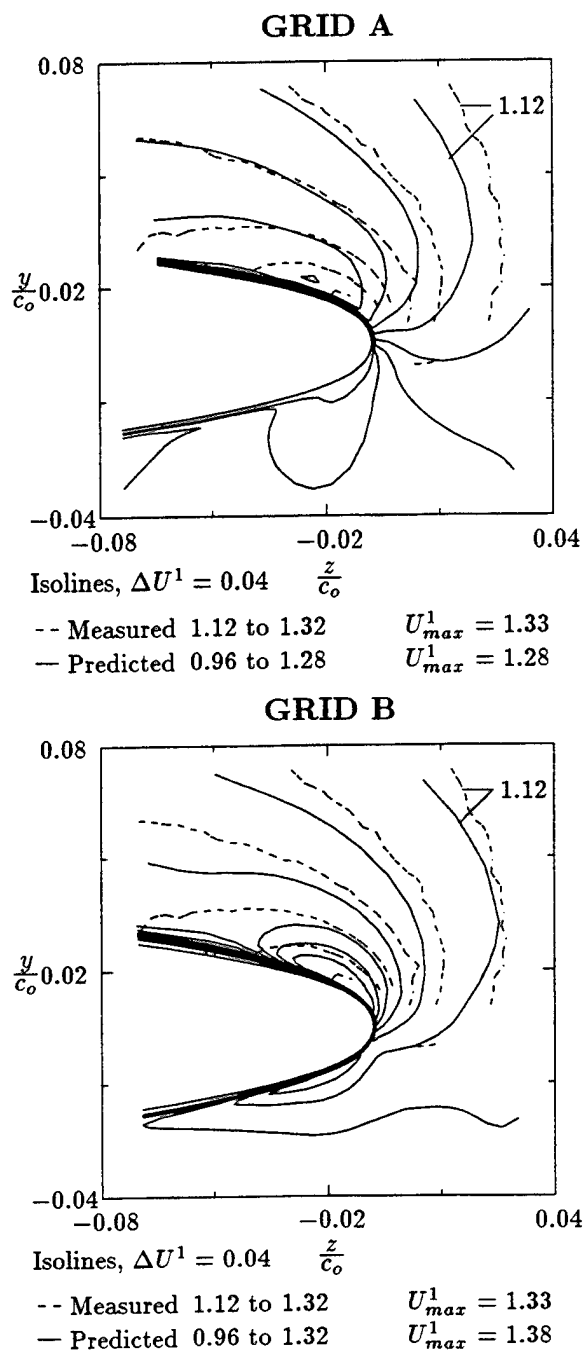 GRID A
0.08
1.12
y/c_o 0.02
−0.04
−0.08 −0.02 0.04
Isolines, ΔU¹ = 0.04 z/c_o
-- Measured 1.12 to 1.32 U¹_max = 1.33
— Predicted 0.96 to 1.28 U¹_max = 1.28
GRID B
0.08
1.12
y/c_o 0.02
−0.04
−0.08 −0.02 0.04
Isolines, ΔU¹ = 0.04 z/c_o
-- Measured 1.12 to 1.32 U¹_max = 1.33
— Predicted 0.96 to 1.32 U¹_max = 1.38